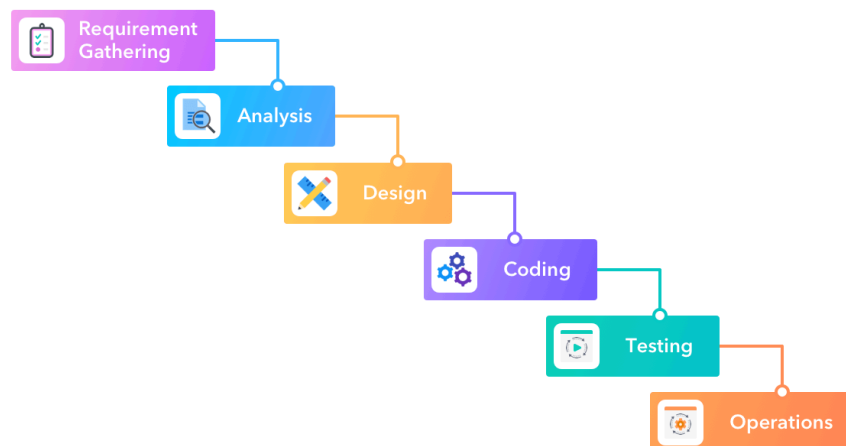 Requirement
Gathering
Analysis
Design
Coding
Testing
Operations